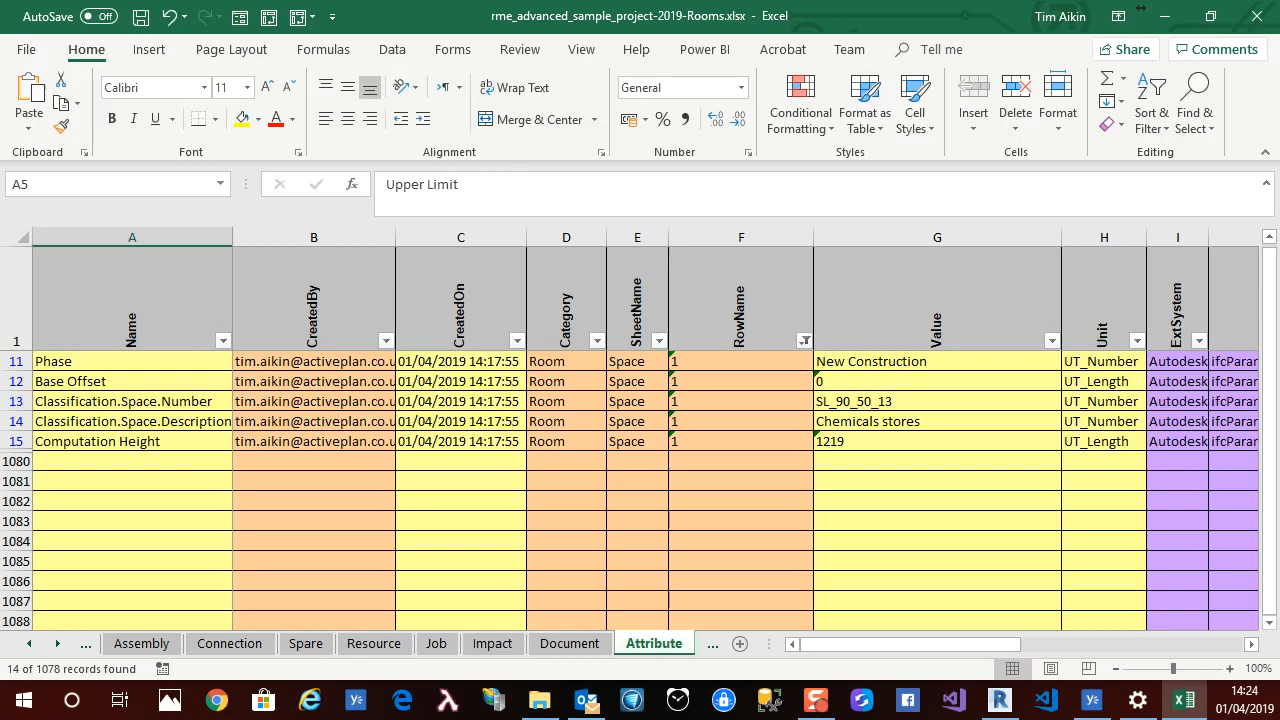 AutoSave Off rme_advanced_sample_project-2019-Rooms.xlsx - Excel Tim Aikin
File Home Insert Page Layout Formulas Data Forms Review View Help Power BI Acrobat Team Tell me Share Comments
Calibri 11 Wrap Text General
Paste B I U Merge & Center % Conditional Formatting Format as Table Cell Styles Insert Delete Format Sort & Filter Find & Select
Clipboard Font Alignment Number Styles Cells Editing
A5 fx Upper Limit
A B C D E F G H I
1 Name CreatedBy CreatedOn Category SheetName RowName Value Unit ExtSystem
11 Phase tim.aikin@activeplan.co.u 01/04/2019 14:17:55 Room Space 1 New Construction UT_Number Autodesk ifcParar
12 Base Offset tim.aikin@activeplan.co.u 01/04/2019 14:17:55 Room Space 1 0 UT_Length Autodesk ifcParar
13 Classification.Space.Number tim.aikin@activeplan.co.u 01/04/2019 14:17:55 Room Space 1 SL_90_50_13 UT_Number Autodesk ifcParar
14 Classification.Space.Description tim.aikin@activeplan.co.u 01/04/2019 14:17:55 Room Space 1 Chemicals stores UT_Number Autodesk ifcParar
15 Computation Height tim.aikin@activeplan.co.u 01/04/2019 14:17:55 Room Space 1 1219 UT_Length Autodesk ifcParar
1080
1081
1082
1083
1084
1085
1086
1087
1088
... Assembly Connection Spare Resource Job Impact Document Attribute ...
14 of 1078 records found 100%
14:24
01/04/2019